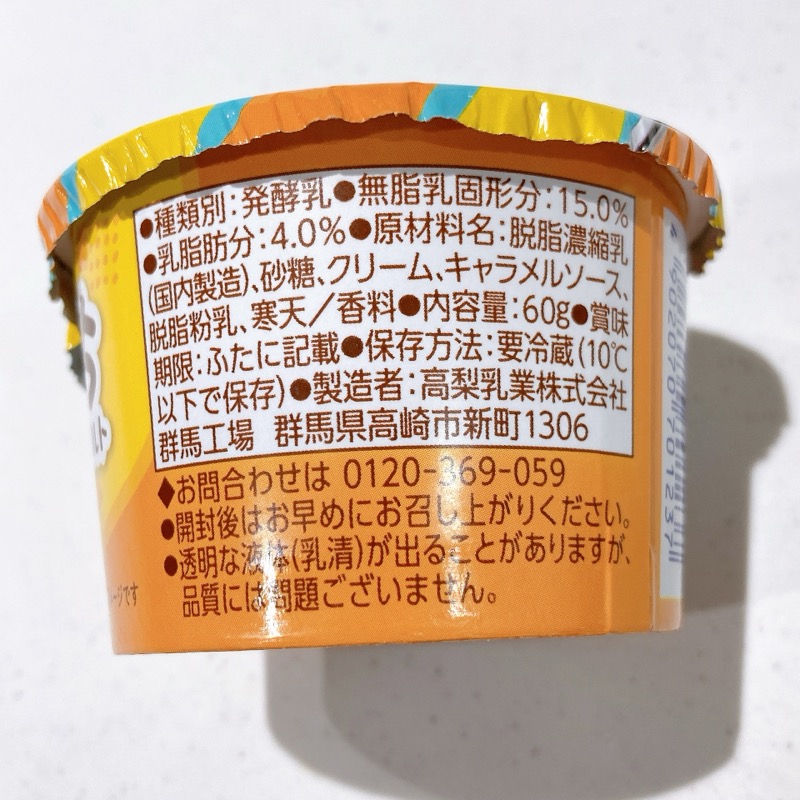 ●種類別：発酵乳●無脂乳固形分：15.0%
●乳脂肪分：4.0%●原材料名：脱脂濃縮乳
(国内製造)、砂糖、クリーム、キャラメルソース、
脱脂粉乳、寒天／香料●内容量：60g●賞味
期限：ふたに記載●保存方法：要冷蔵(10℃
以下で保存)●製造者：高梨乳業株式会社
群馬工場 群馬県高崎市新町1306
◆お問合わせは 0120-369-059
●開封後はお早めにお召し上がりください。
●透明な液体(乳清)が出ることがありますが、
品質には問題ございません。
ージです